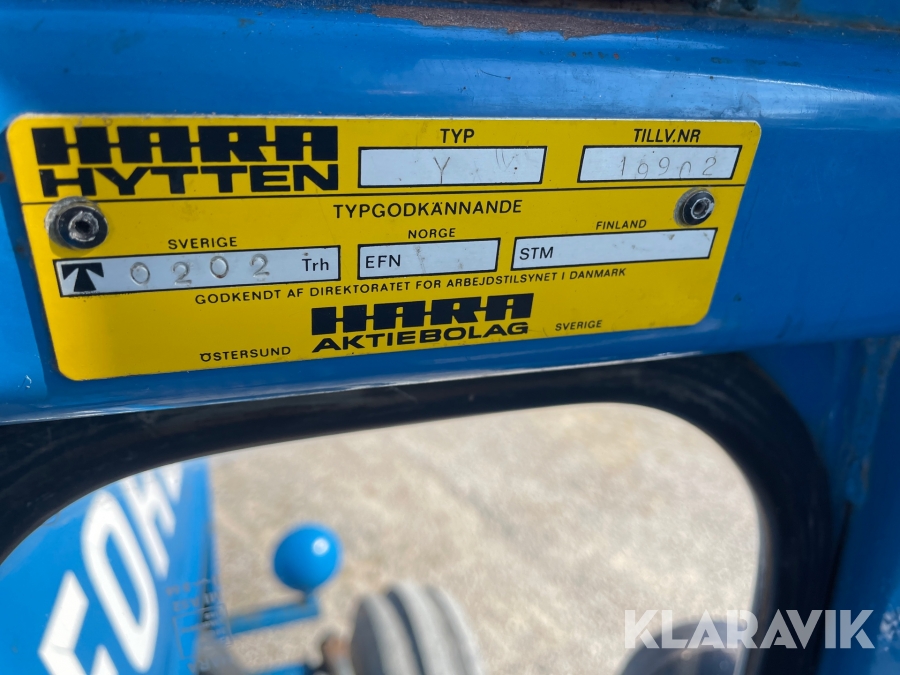 HARA
HYTTEN
TYP
Y
TILLV.NR
19902
TYPGODKÄNNANDE
SVERIGE
T 0202 Trh
NORGE
EFN
FINLAND
STM
GODKENDT AF DIREKTORATET FOR ARBEJDSTILSYNET I DANMARK
HARA
ÖSTERSUND AKTIEBOLAG SVERIGE
KLARAVIK